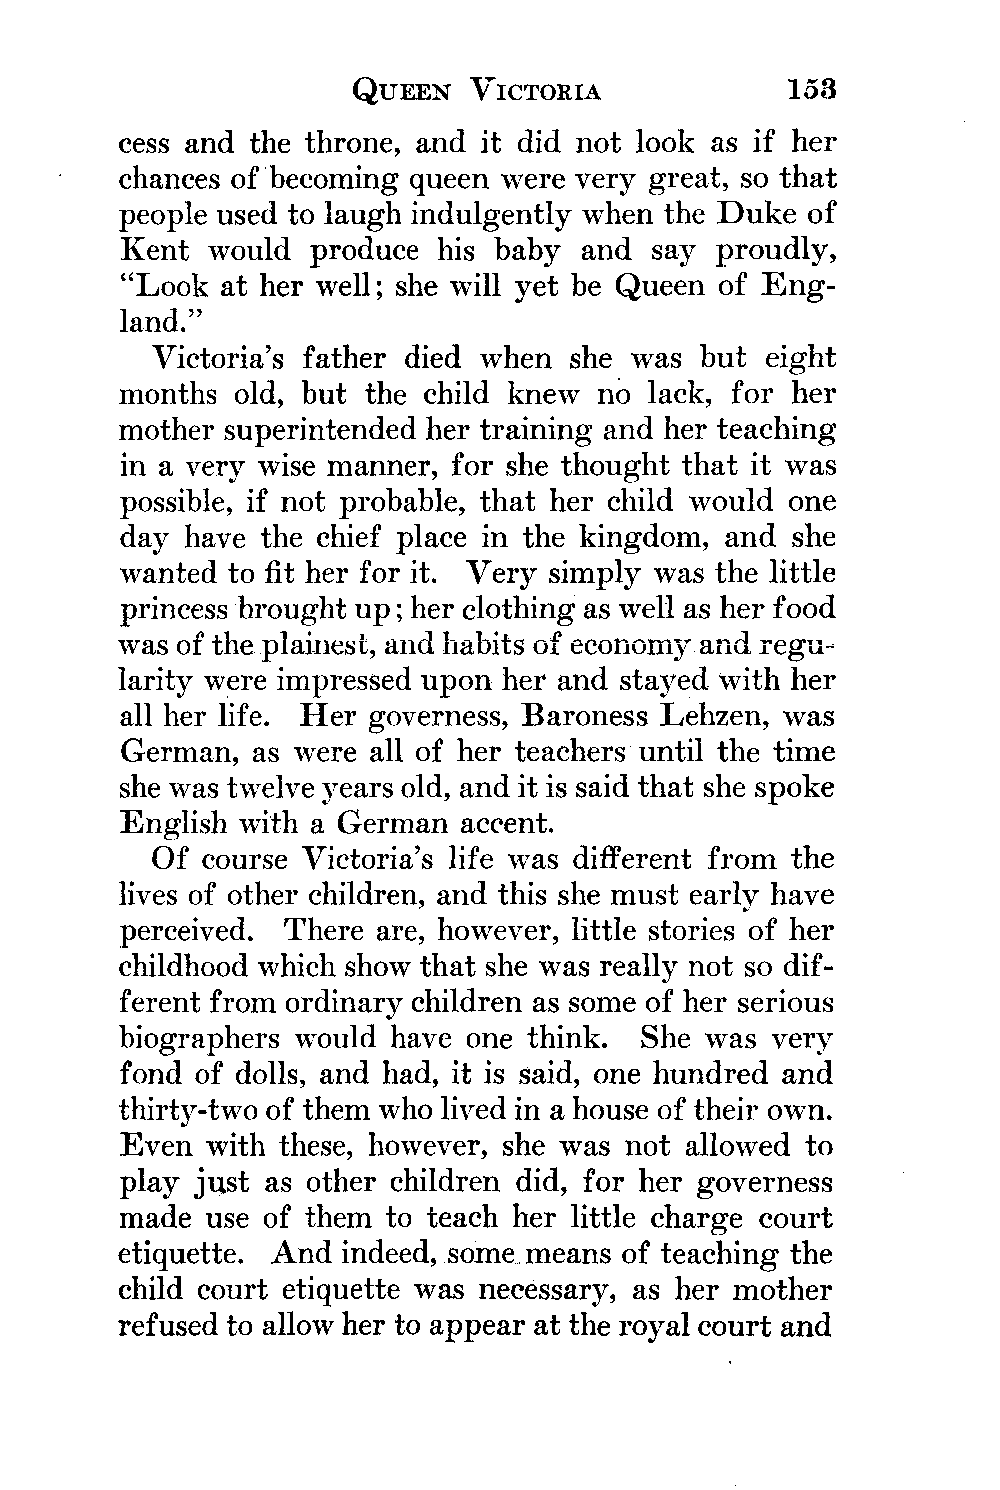 QUEEN VICTORIA 153
cess and the throne, and it did not look as if her
chances of becoming queen were very great, so that
people used to laugh indulgently when the Duke of
Kent would produce his baby and say proudly,
“Look at her well; she will yet be Queen of Eng-
land.”
Victoria’s father died when she was but eight
months old, but the child knew no lack, for her
mother superintended her training and her teaching
in a very wise manner, for she thought that it was
possible, if not probable, that her child would one
day have the chief place in the kingdom, and she
wanted to fit her for it. Very simply was the little
princess brought up; her clothing as well as her food
was of the plainest, and habits of economy and regu-
larity were impressed upon her and stayed with her
all her life. Her governess, Baroness Lehzen, was
German, as were all of her teachers until the time
she was twelve years old, and it is said that she spoke
English with a German accent.
Of course Victoria’s life was different from the
lives of other children, and this she must early have
perceived. There are, however, little stories of her
childhood which show that she was really not so dif-
ferent from ordinary children as some of her serious
biographers would have one think. She was very
fond of dolls, and had, it is said, one hundred and
thirty-two of them who lived in a house of their own.
Even with these, however, she was not allowed to
play just as other children did, for her governess
made use of them to teach her little charge court
etiquette. And indeed, some means of teaching the
child court etiquette was necessary, as her mother
refused to allow her to appear at the royal court and